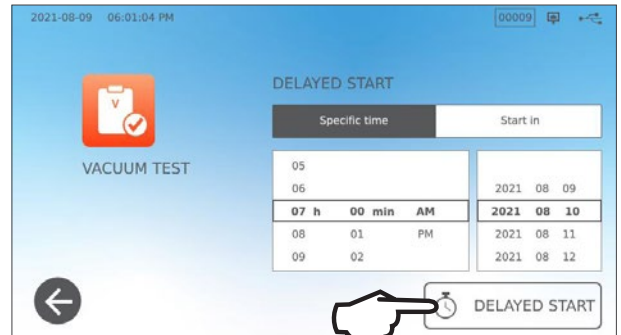 2021-08-09 06:01:04 PM 00009
DELAYED START
Specific time Start in
V
VACUUM TEST
05
06 2021 08 09
07 h 00 min AM 2021 08 10
08 01 PM 2021 08 11
09 02 2021 08 12
DELAYED START